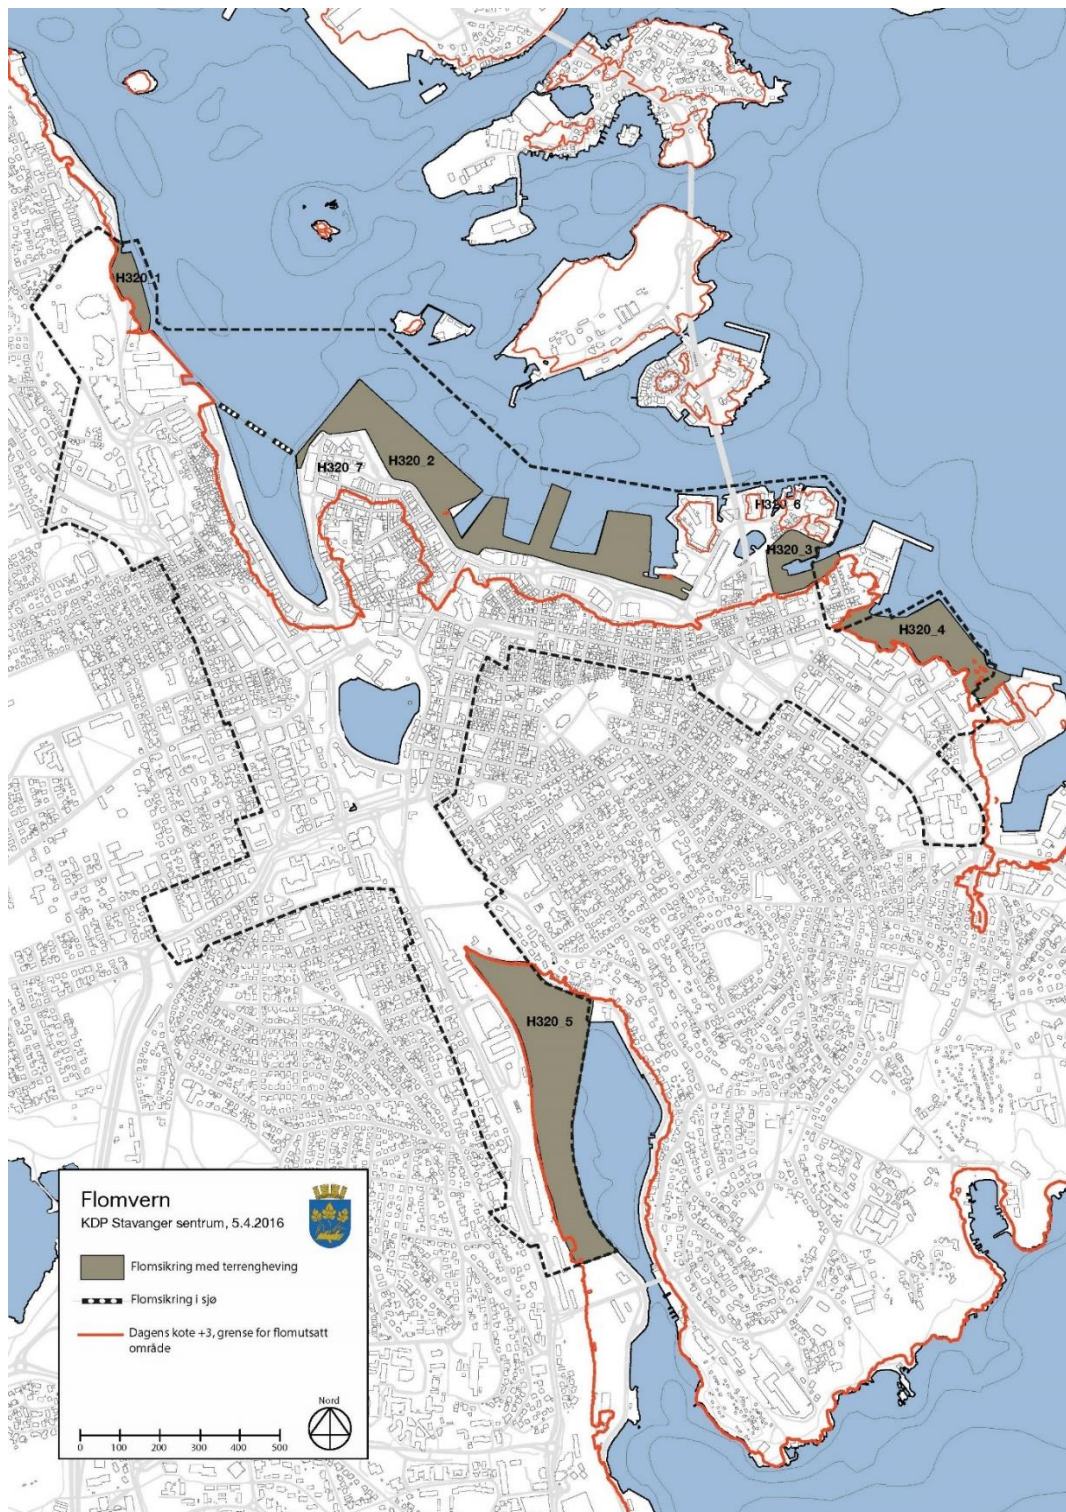 H320_1
H320_2
H320_7
H320_6
H320_3
H320_4
H320_5
Flomvern
KDP Stavanger sentrum, 5.4.2016
Flomsikring med terrengheving
Flomsikring i sjø
Dagens kote +3, grense for flomutsatt
område
Nord
0 100 200 300 400 500